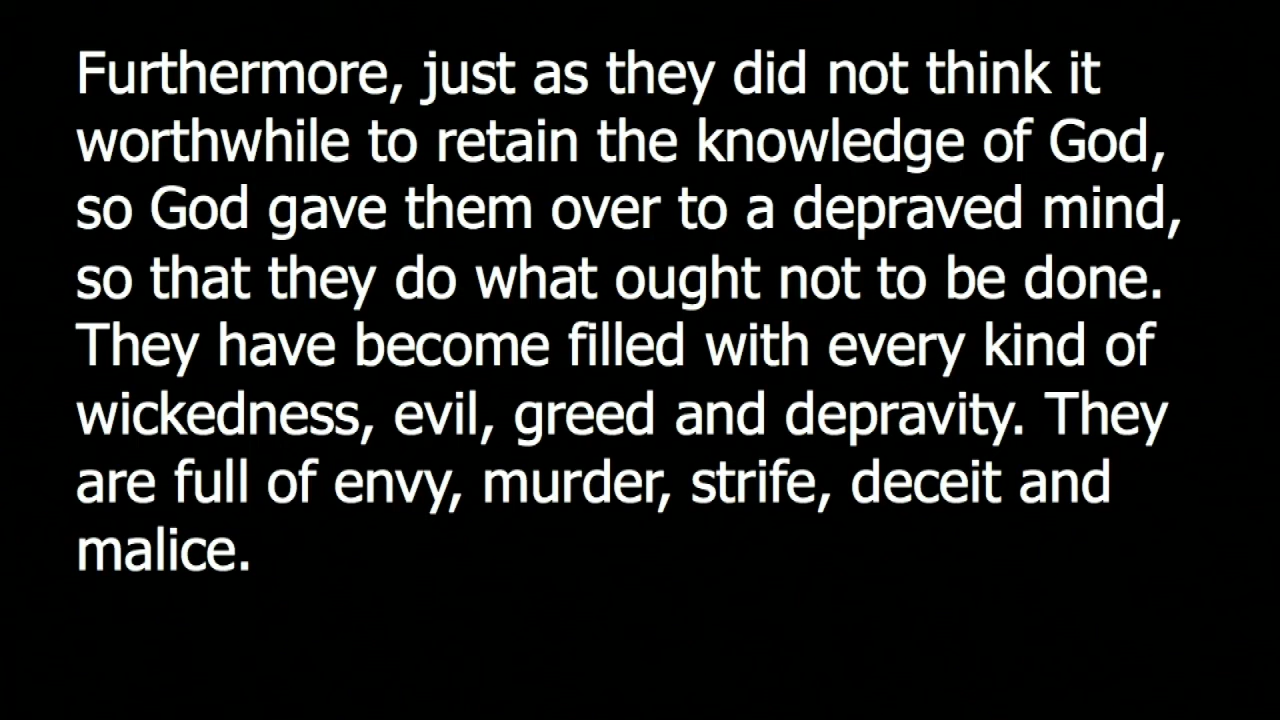 Furthermore, just as they did not think it
worthwhile to retain the knowledge of God,
so God gave them over to a depraved mind,
so that they do what ought not to be done.
They have become filled with every kind of
wickedness, evil, greed and depravity. They
are full of envy, murder, strife, deceit and
malice.